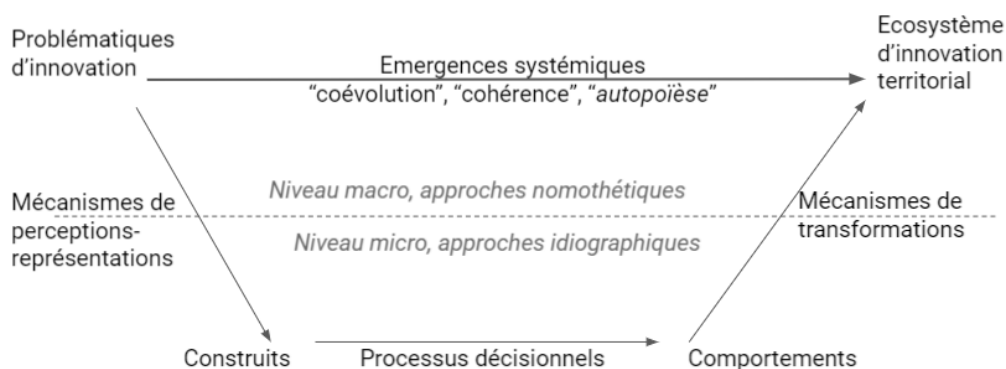 Problématiques
d'innovation
Emergences systémiques
“coévolution”, “cohérence”, “autopoïèse”
Ecosystème
d'innovation
territorial
Niveau macro, approches nomothétiques
Mécanismes de
perceptions-
représentations
Mécanismes de
transformations
Niveau micro, approches idiographiques
Construits
Processus décisionnels
Comportements